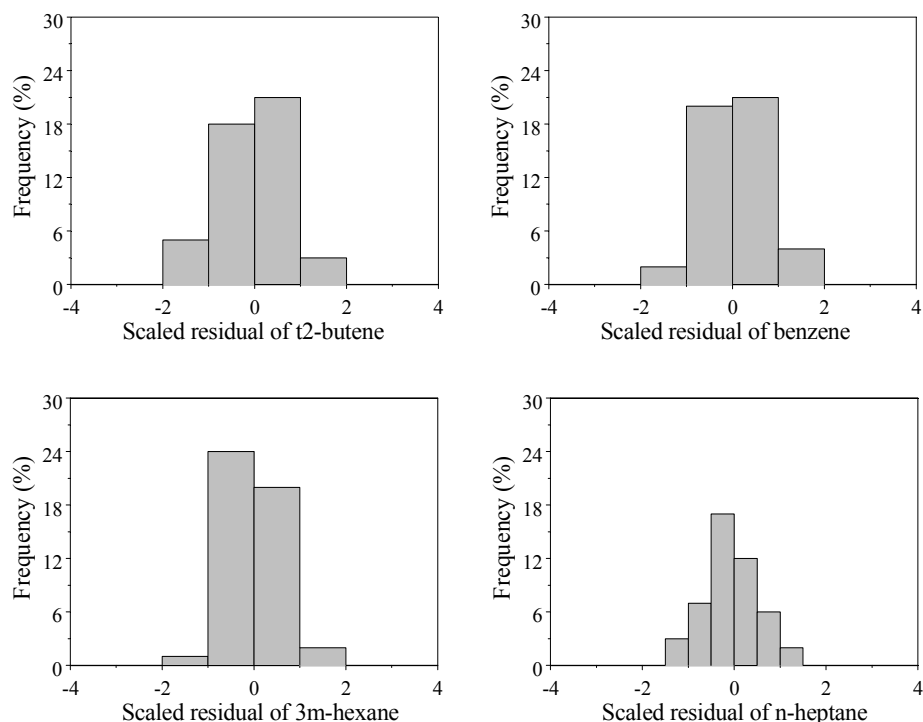 30
24
18
12
6
0
Frequency (%)
-4 -2 0 2 4
Scaled residual of t2-butene
30
24
18
12
6
0
Frequency (%)
-4 -2 0 2 4
Scaled residual of benzene
30
24
18
12
6
0
Frequency (%)
-4 -2 0 2 4
Scaled residual of 3m-hexane
30
24
18
12
6
0
Frequency (%)
-4 -2 0 2 4
Scaled residual of n-heptane